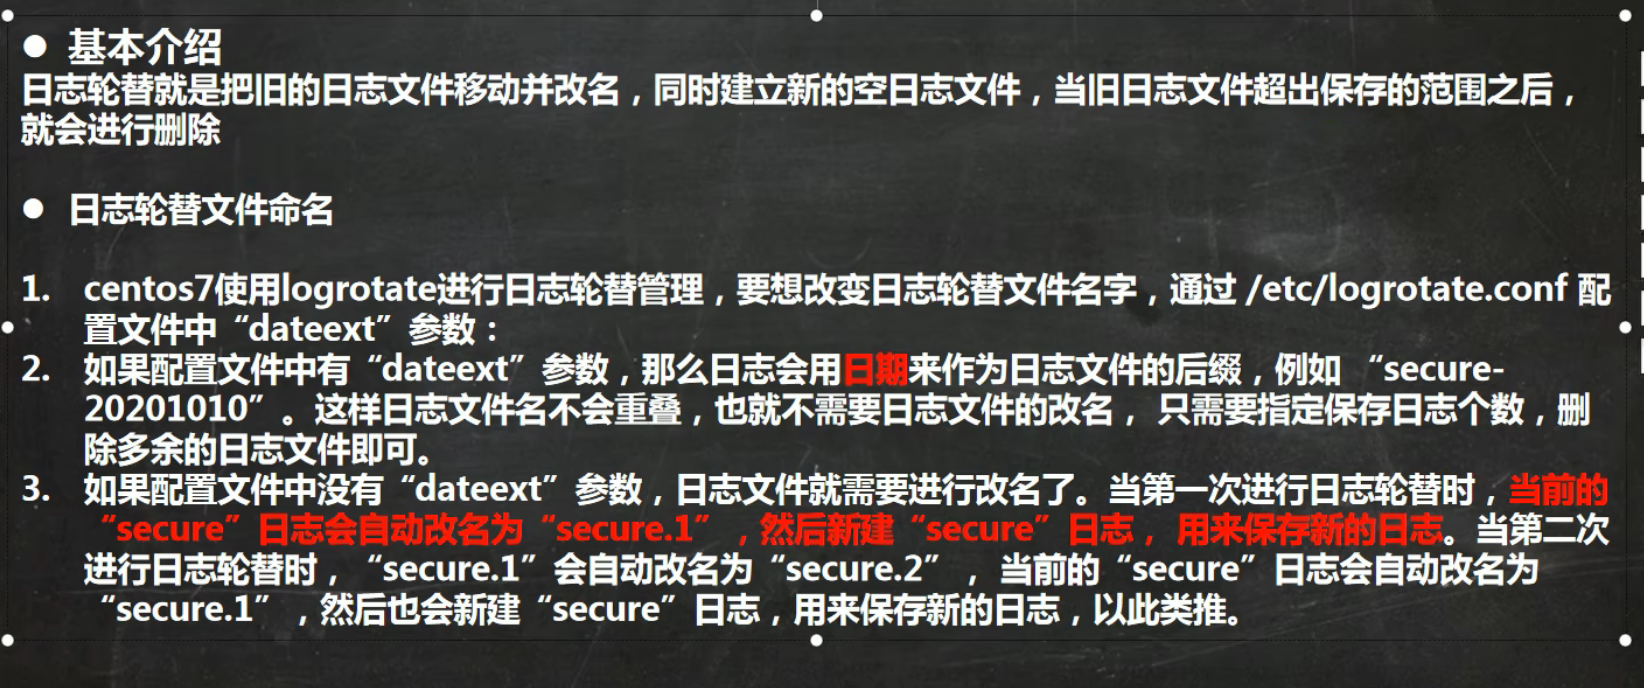 ● 基本介绍
日志轮替就是把旧的日志文件移动并改名，同时建立新的空日志文件，当旧日志文件超出保存的范围之后，
就会进行删除
● 日志轮替文件命名
1. centos7使用logrotate进行日志轮替管理，要想改变日志轮替文件名字，通过 /etc/logrotate.conf 配
置文件中“dateext”参数：
2. 如果配置文件中有“dateext”参数，那么日志会用日期来作为日志文件的后缀，例如 “secure-
20201010”。这样日志文件名不会重叠，也就不需要日志文件的改名， 只需要指定保存日志个数，删
除多余的日志文件即可。
3. 如果配置文件中没有“dateext”参数，日志文件就需要进行改名了。当第一次进行日志轮替时，当前的
“secure”日志会自动改名为“secure.1”，然后新建“secure”日志， 用来保存新的日志。当第二次
进行日志轮替时，“secure.1”会自动改名为“secure.2”， 当前的“secure”日志会自动改名为
“secure.1”，然后也会新建“secure”日志，用来保存新的日志，以此类推。